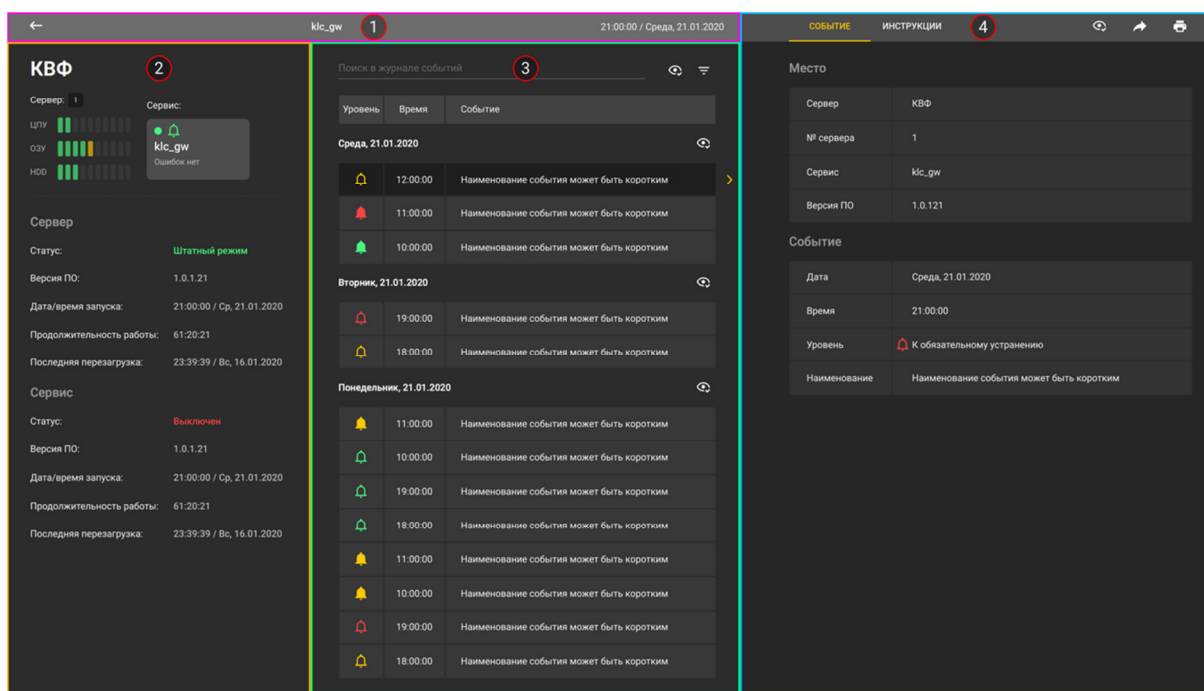 klc_gw 1 21:00:00 / Среда, 21.01.2020
КВФ 2
Сервер: 1
Сервис:
ЦПУ
ОЗУ
HDD
klc_gw
Ошибок нет
Сервер
Статус: Штатный режим
Версия ПО: 1.0.1.21
Дата/время запуска: 21:00:00 / Ср, 21.01.2020
Продолжительность работы: 61:20:21
Последняя перезагрузка: 23:39:39 / Вс, 16.01.2020
Сервис
Статус: Выключен
Версия ПО: 1.0.1.21
Дата/время запуска: 21:00:00 / Ср, 21.01.2020
Продолжительность работы: 61:20:21
Последняя перезагрузка: 23:39:39 / Вс, 16.01.2020
Поиск в журнале событий 3
Уровень Время Событие
Среда, 21.01.2020
12:00:00 Наименование события может быть коротким
11:00:00 Наименование события может быть коротким
10:00:00 Наименование события может быть коротким
Вторник, 21.01.2020
19:00:00 Наименование события может быть коротким
18:00:00 Наименование события может быть коротким
Понедельник, 21.01.2020
11:00:00 Наименование события может быть коротким
10:00:00 Наименование события может быть коротким
19:00:00 Наименование события может быть коротким
18:00:00 Наименование события может быть коротким
11:00:00 Наименование события может быть коротким
10:00:00 Наименование события может быть коротким
19:00:00 Наименование события может быть коротким
18:00:00 Наименование события может быть коротким
СОБЫТИЕ ИНСТРУКЦИИ 4
Место
Сервер КВФ
№ сервера 1
Сервис klc_gw
Версия ПО 1.0.121
Событие
Дата Среда, 21.01.2020
Время 21:00:00
Уровень К обязательному устранению
Наименование Наименование события может быть коротким